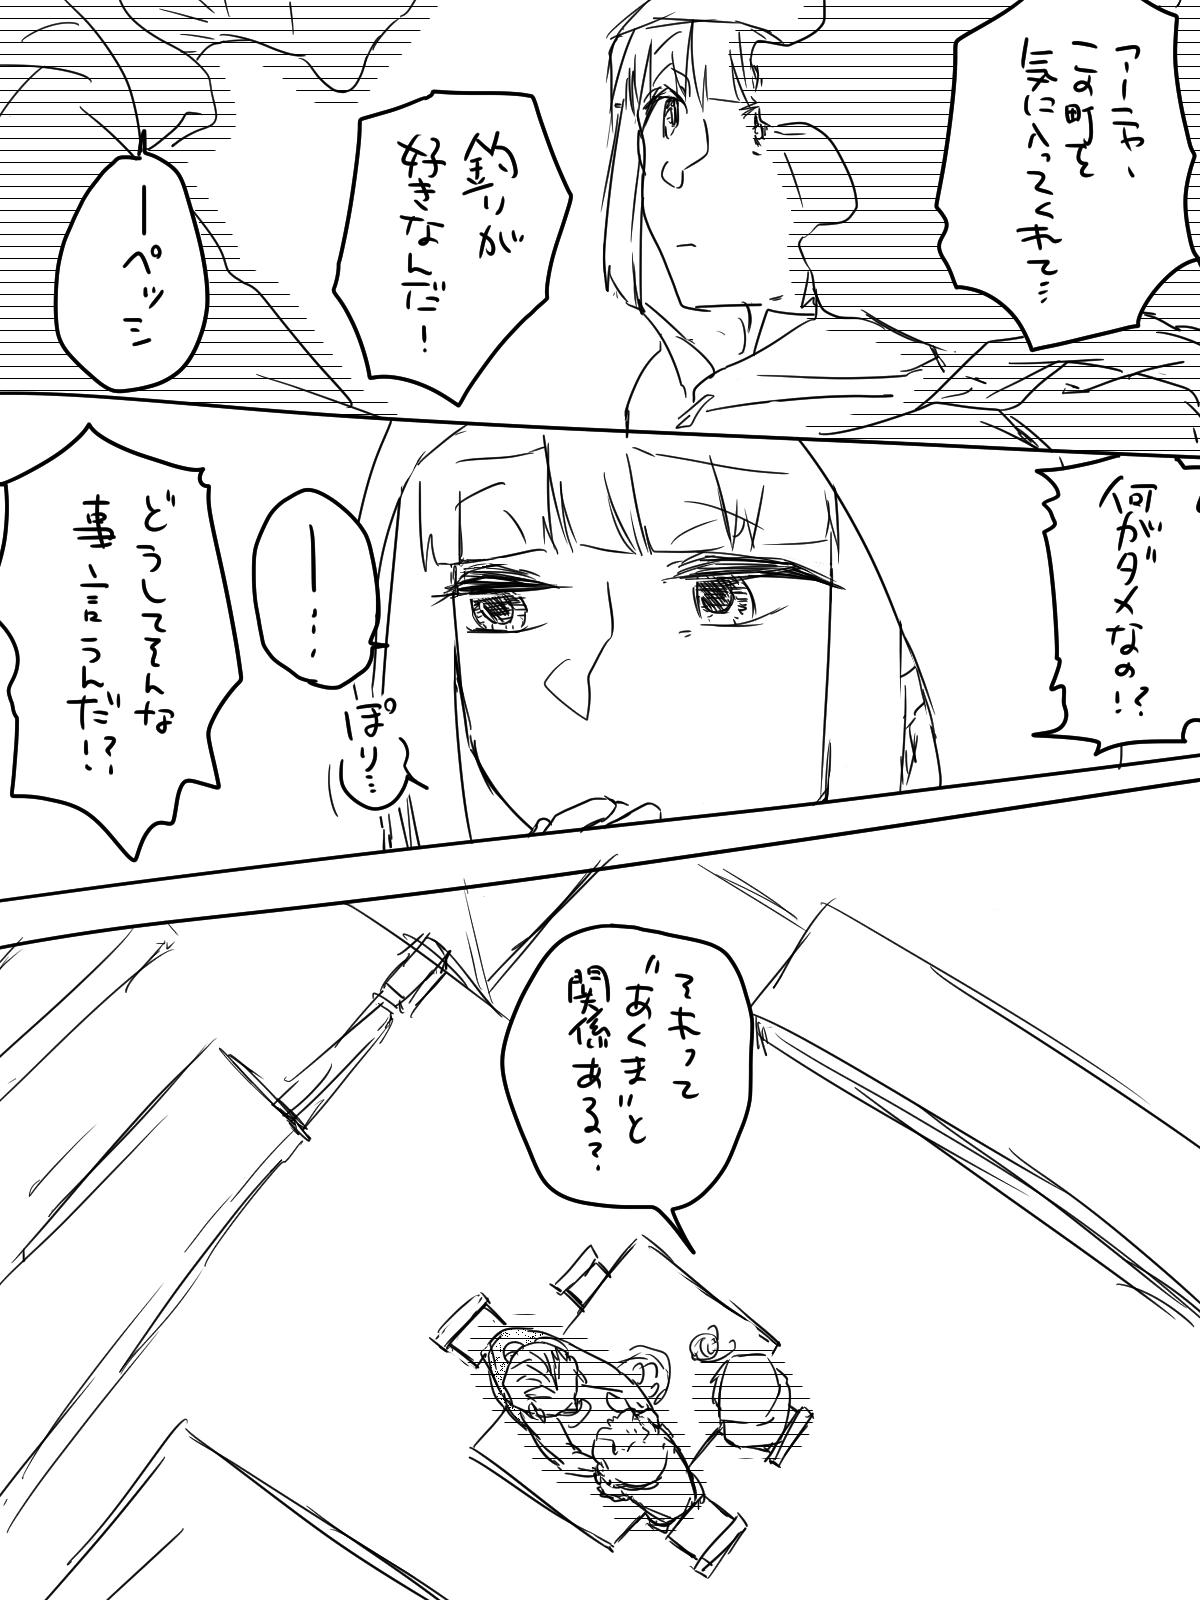 アーニャ、
この町を
気に入ってくれて…
釣りが
好きなんだ！
ーペッシ
何がダメなの!?
ー…
ぽり…
どうしてそんな
事、言うんだ!?
それって
"あくま"と
関係ある？